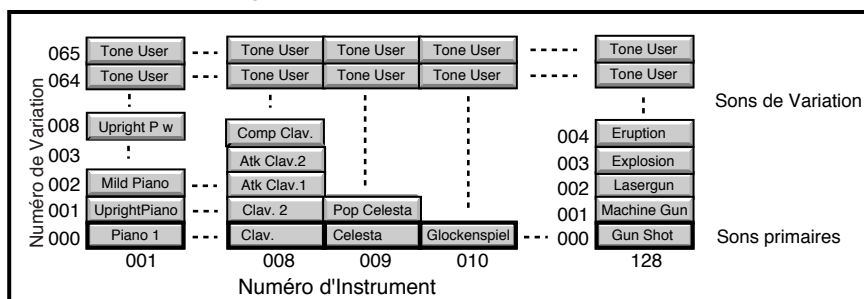 065 Tone User Tone User Tone User Tone User Tone User
064 Tone User Tone User Tone User Tone User Tone User
Sons de Variation
008 Upright P w Comp Clav. 004 Eruption
003 Atk Clav.2 003 Explosion
002 Mild Piano Atk Clav.1 002 Lasergun
001 UprightPiano Clav. 2 Pop Celesta 001 Machine Gun
000 Piano 1 Clav. Celesta Glockenspiel 000 Gun Shot Sons primaires
001 008 009 010 128
Numéro d'Instrument
Numéro de Variation